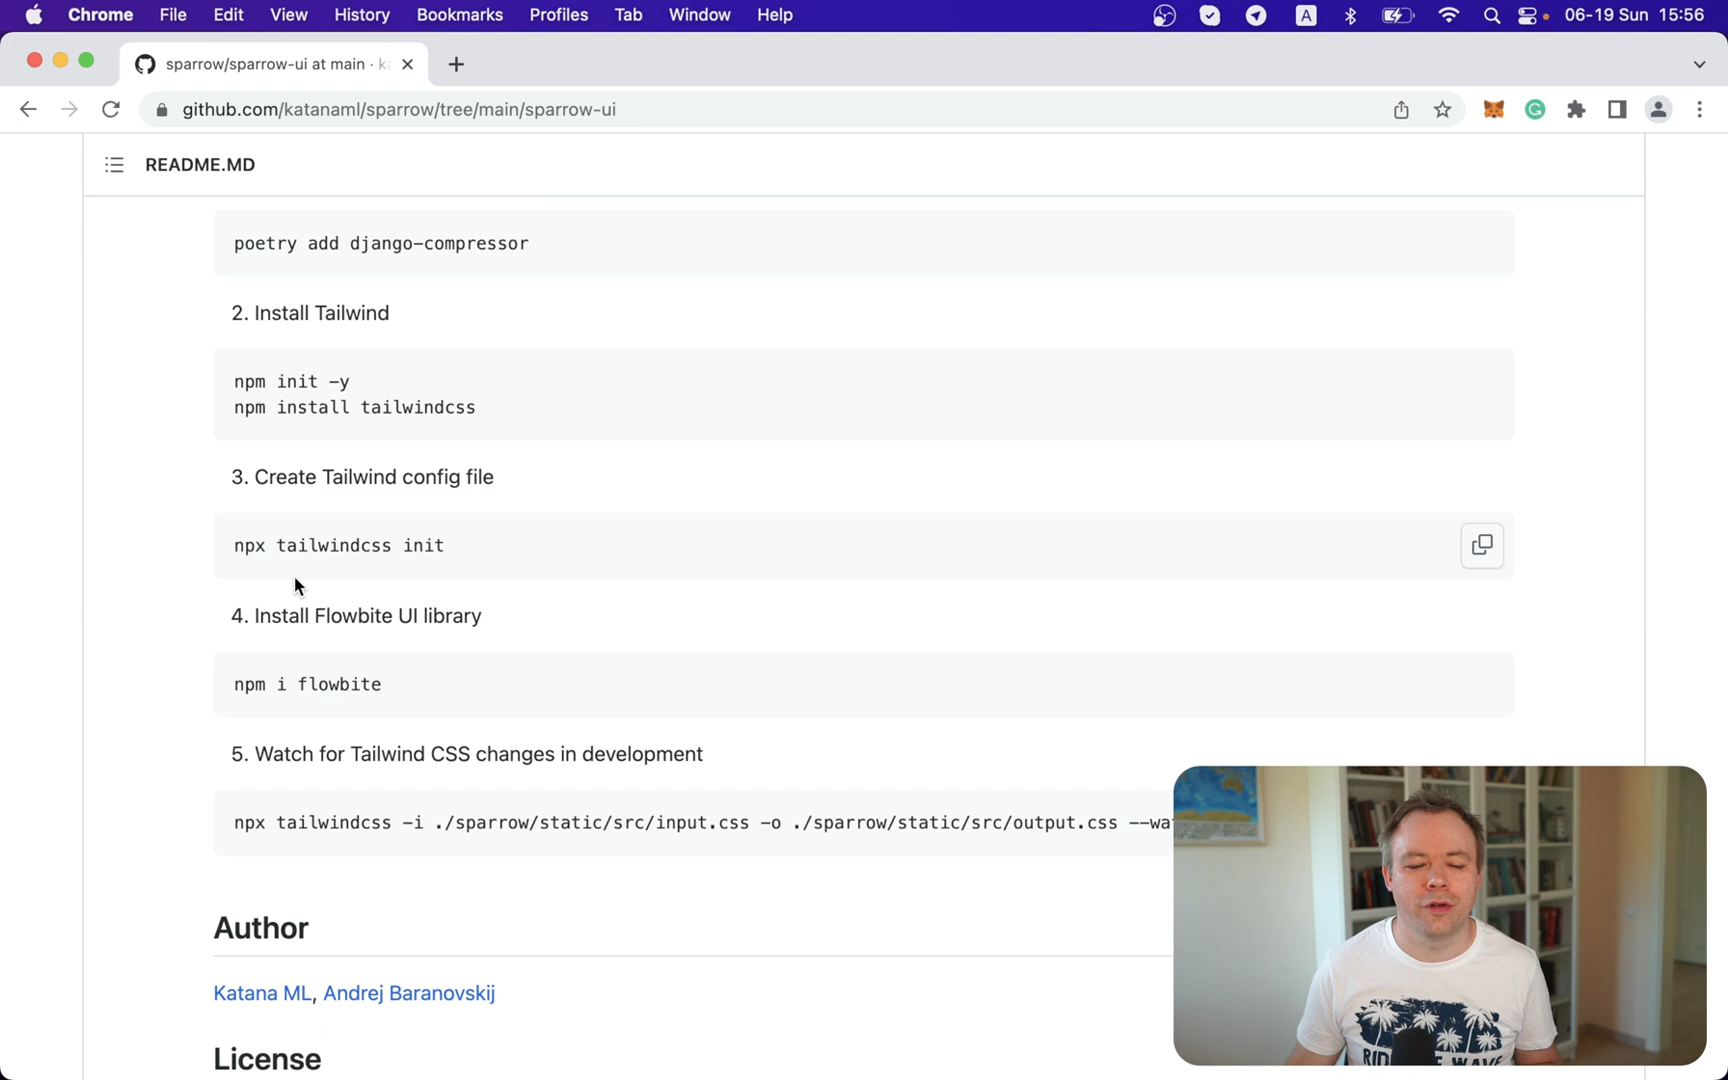 Chrome File Edit View History Bookmarks Profiles Tab Window Help A 06-19 Sun 15:56
sparrow/sparrow-ui at main · ka
github.com/katanaml/sparrow/tree/main/sparrow-ui
README.MD
poetry add django-compressor
2. Install Tailwind
npm init -y
npm install tailwindcss
3. Create Tailwind config file
npx tailwindcss init
4. Install Flowbite UI library
npm i flowbite
5. Watch for Tailwind CSS changes in development
npx tailwindcss -i ./sparrow/static/src/input.css -o ./sparrow/static/src/output.css --wa
Author
Katana ML, Andrej Baranovskij
License